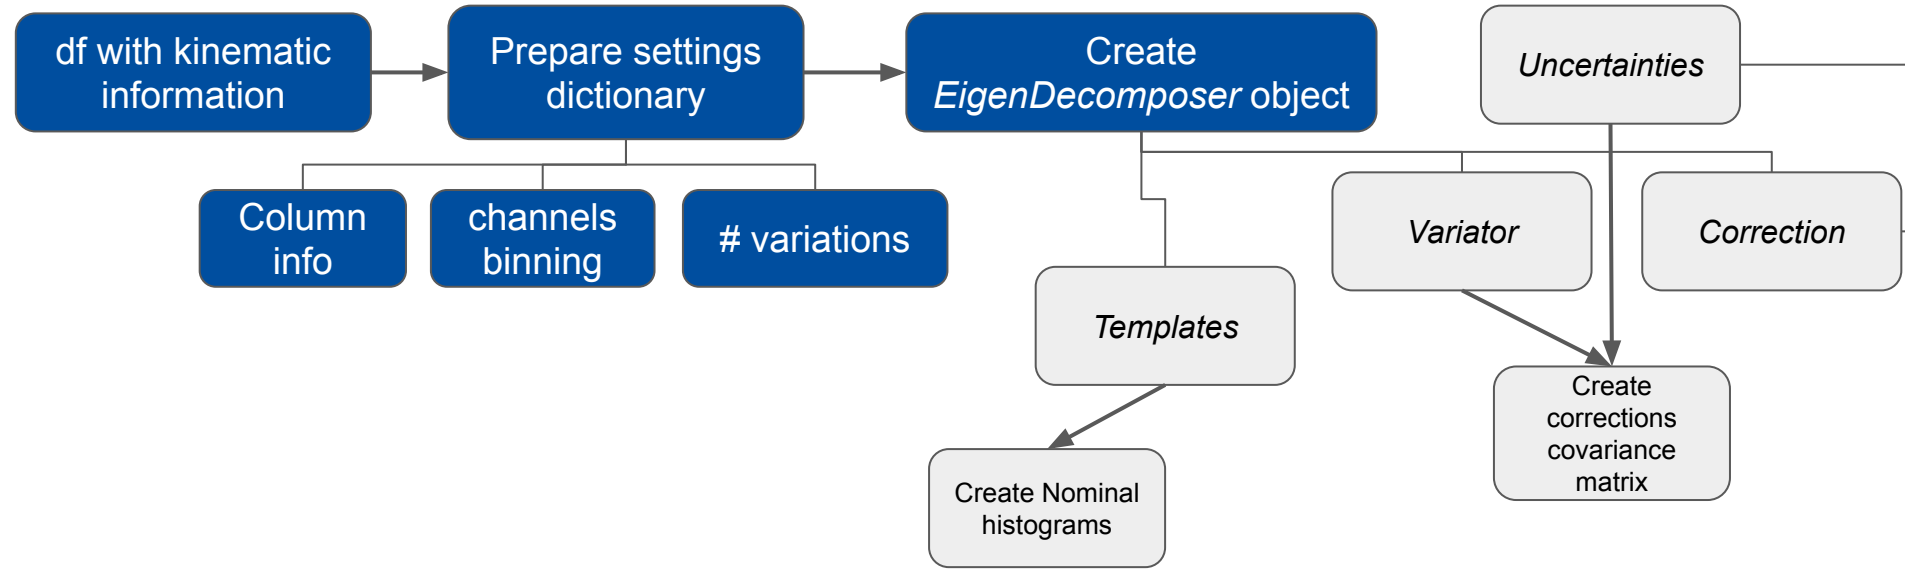 df with kinematic
information
Prepare settings
dictionary
Create
EigenDecomposer object
Uncertainties
Column
info
channels
binning
# variations
Variator
Correction
Templates
Create
corrections
covariance
matrix
Create Nominal
histograms